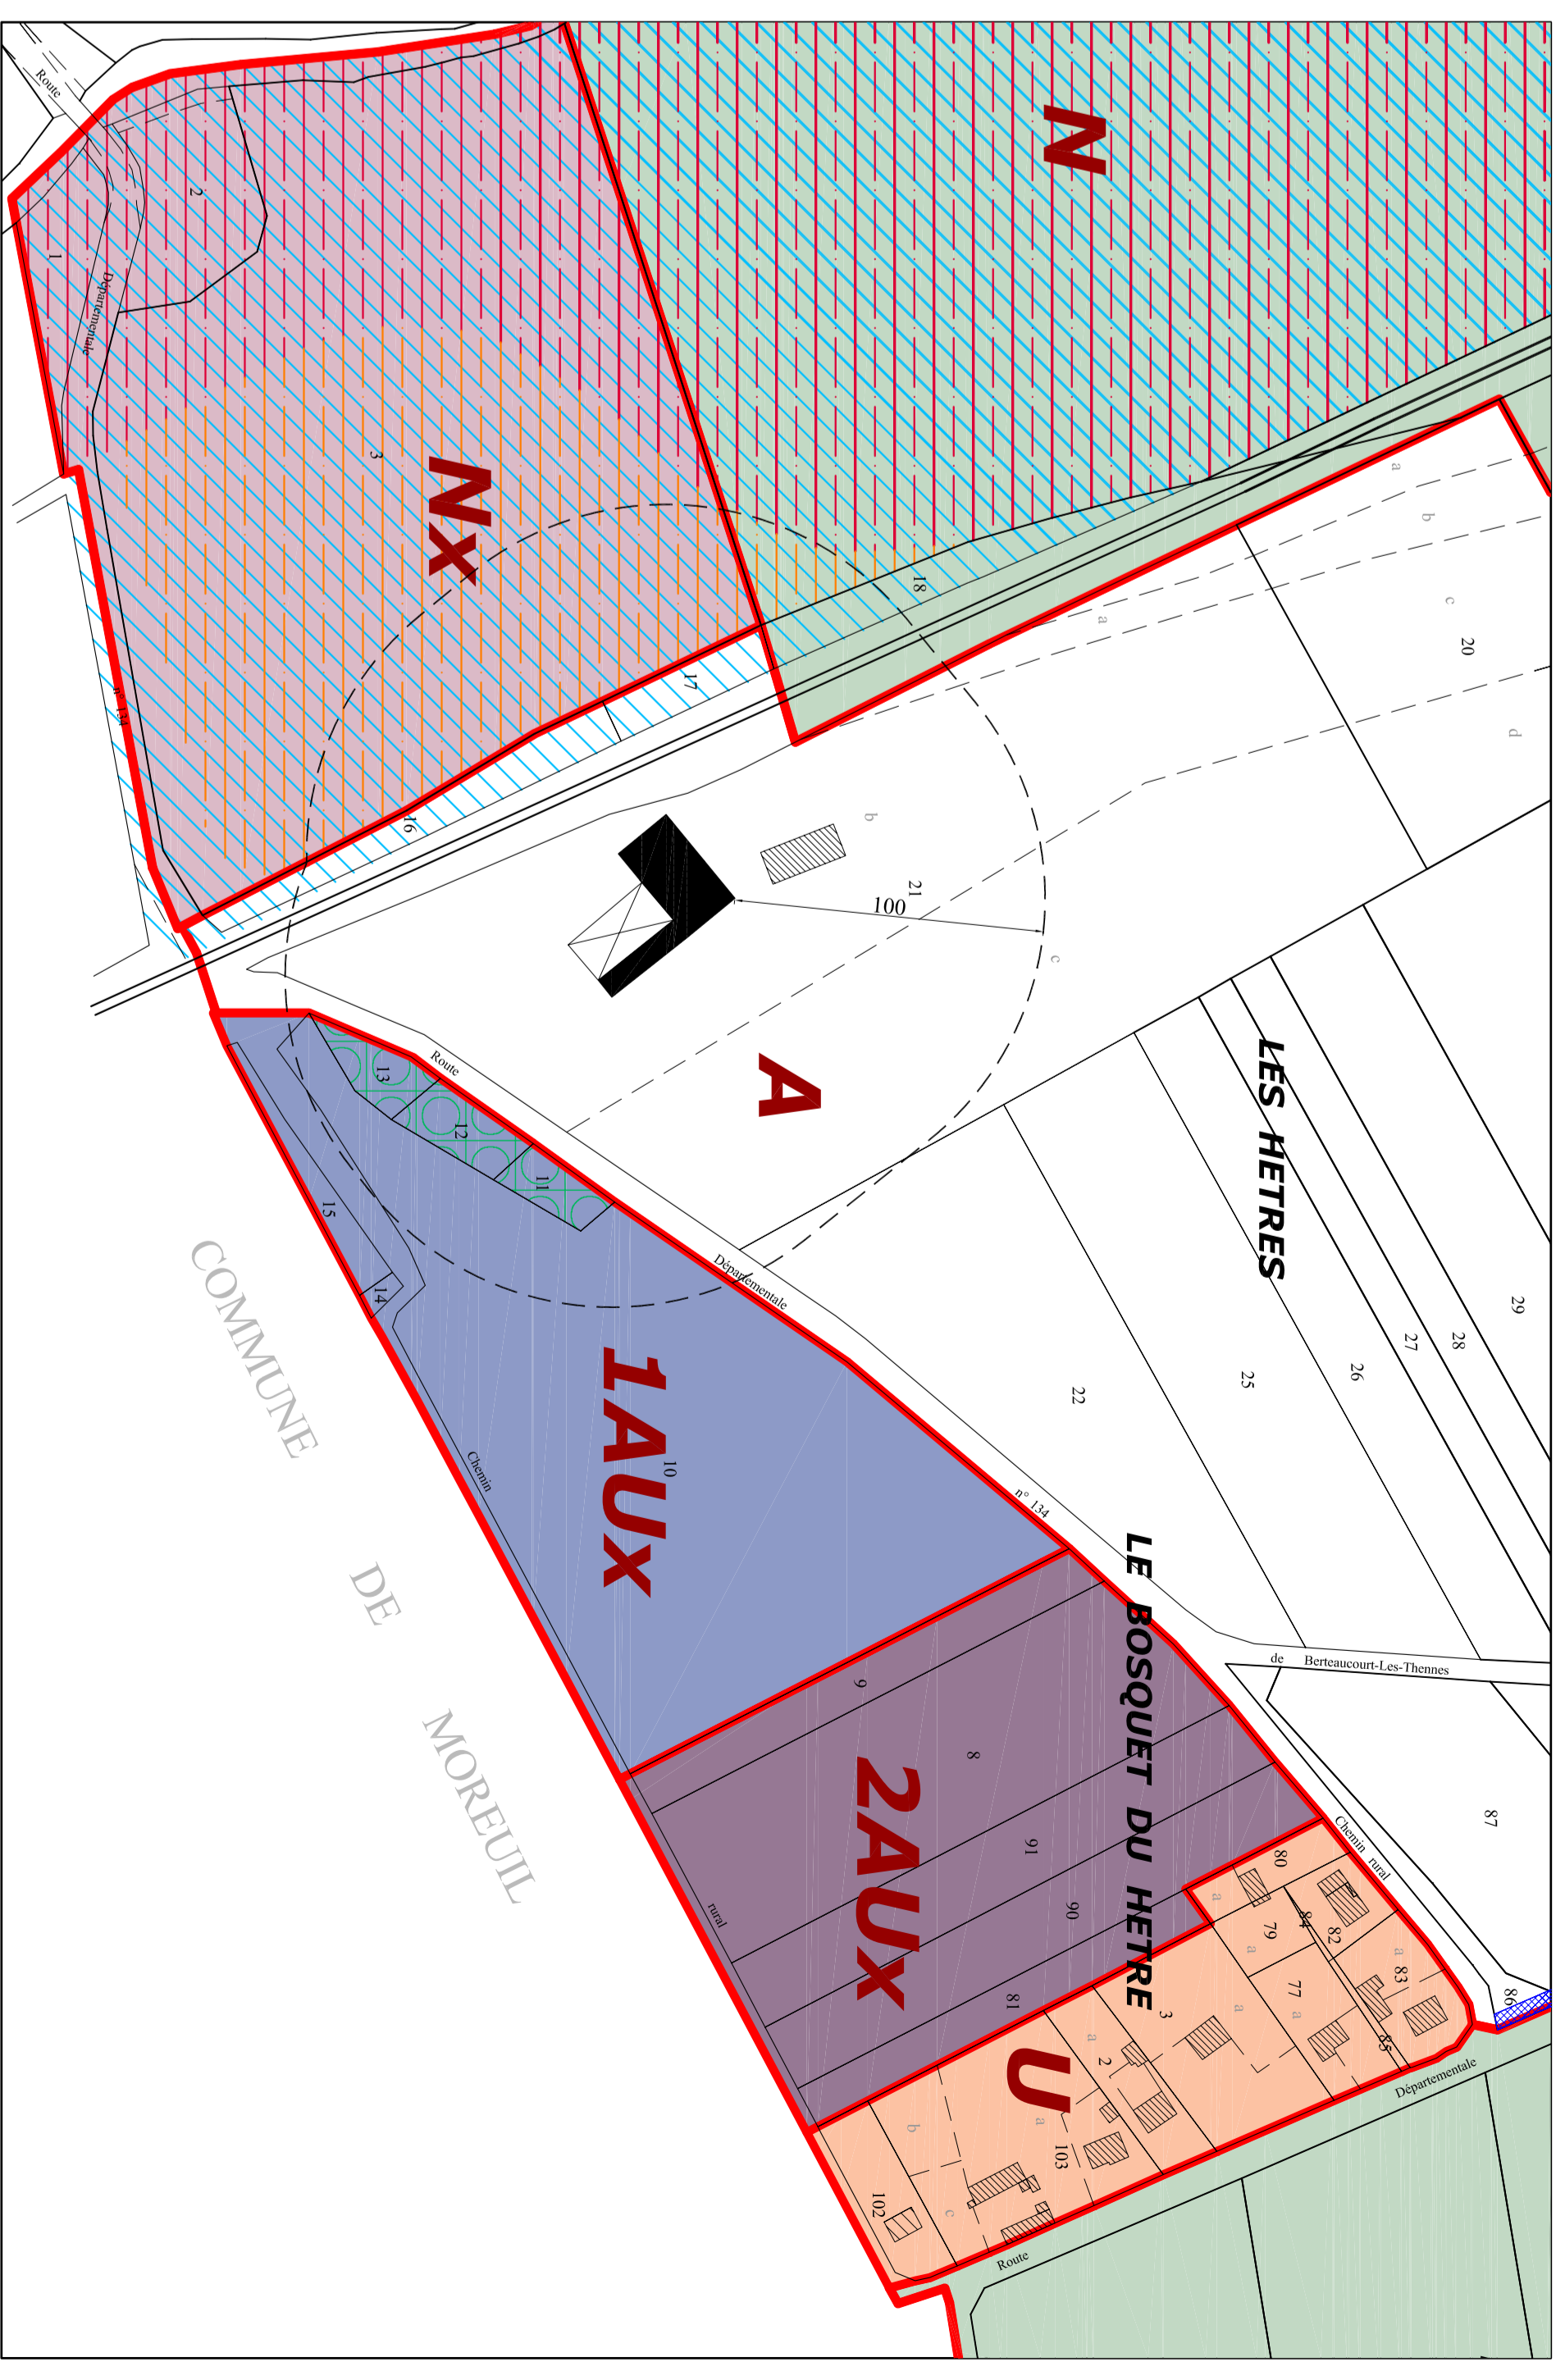 N
Nx
A
1AUx
2AUx
U
LES HETRES
LE BOSQUET DU HETRE
COMMUNE DE MOREUIL
Route
Départementale
n° 134
1
2
3
16
17
18
a
b
c
d
a
20
b
21
100
c
Route
Départementale
n° 134
de Berteaucourt-Les-Thennes
29
28
27
26
25
22
13
12
11
15
14
10
Chemin
rural
9
8
91
90
81
87
86
Chemin rural
80
a
79
a
84
82
a
83
77
a
a
85
3
a
2
a
103
b
c
102
Départementale
Route